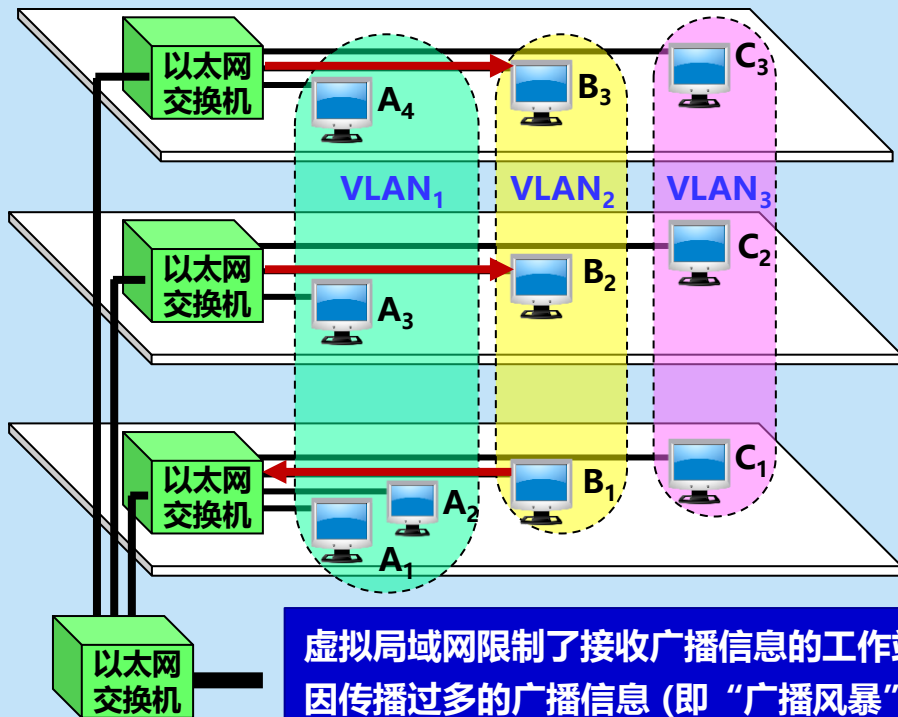 以太网
交换机
A₄
B₃
C₃
VLAN₁
VLAN₂
VLAN₃
以太网
交换机
A₃
B₂
C₂
以太网
交换机
A₂
A₁
B₁
C₁
以太网
交换机
虚拟局域网限制了接收广播信息的工作
因传播过多的广播信息 (即“广播风暴”